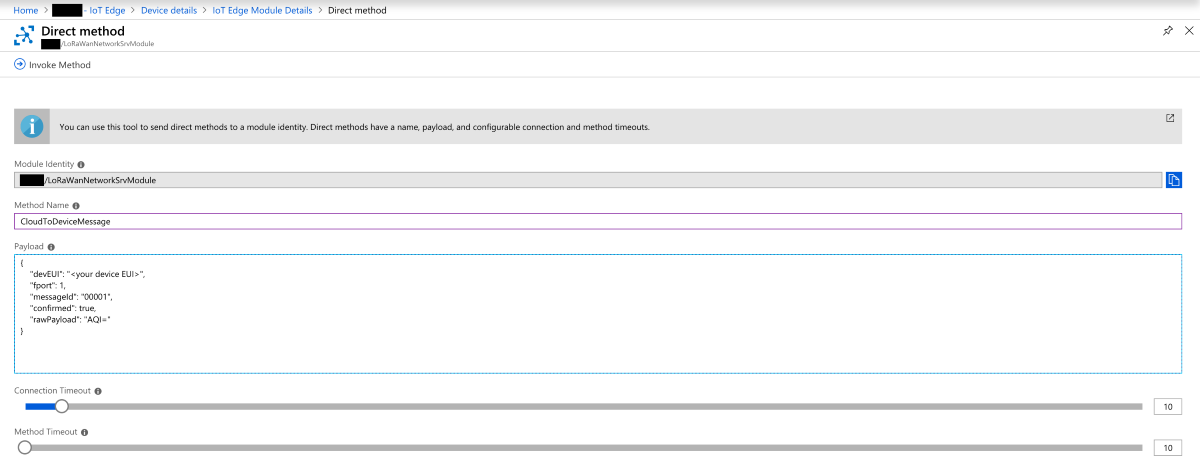 Home > - IoT Edge > Device details > IoT Edge Module Details > Direct method
Direct method
/LoRaWanNetworkSrvModule
Invoke Method
You can use this tool to send direct methods to a module identity. Direct methods have a name, payload, and configurable connection and method timeouts.
Module Identity
/LoRaWanNetworkSrvModule
Method Name
CloudToDeviceMessage
Payload
{
"devEUI": "<your device EUI>",
"fport": 1,
"messageId": "00001",
"confirmed": true,
"rawPayload": "AQI="
}
Connection Timeout
10
Method Timeout
10